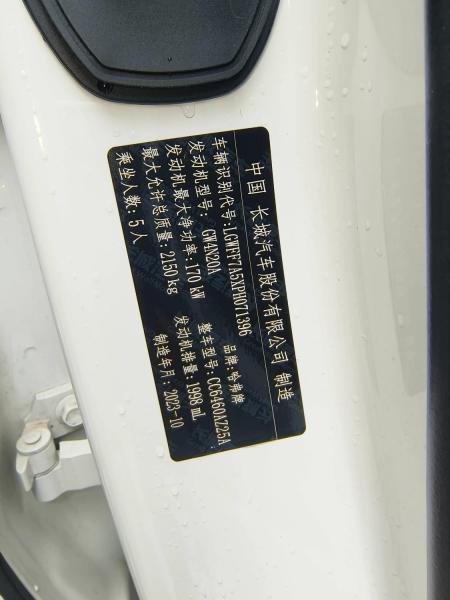 中国 长城汽车股份有限公司 制造
品牌:哈弗牌
车辆识别代号:LGWFF7A5XPH071396
整车型号:CC6460AZ25A
发动机型号: GW4N20A
发动机排量: 1998 mL
发动机最大净功率: 170 kW
制造年月: 2023-10
最大允许总质量: 2150 kg
乘坐人数: 5 人